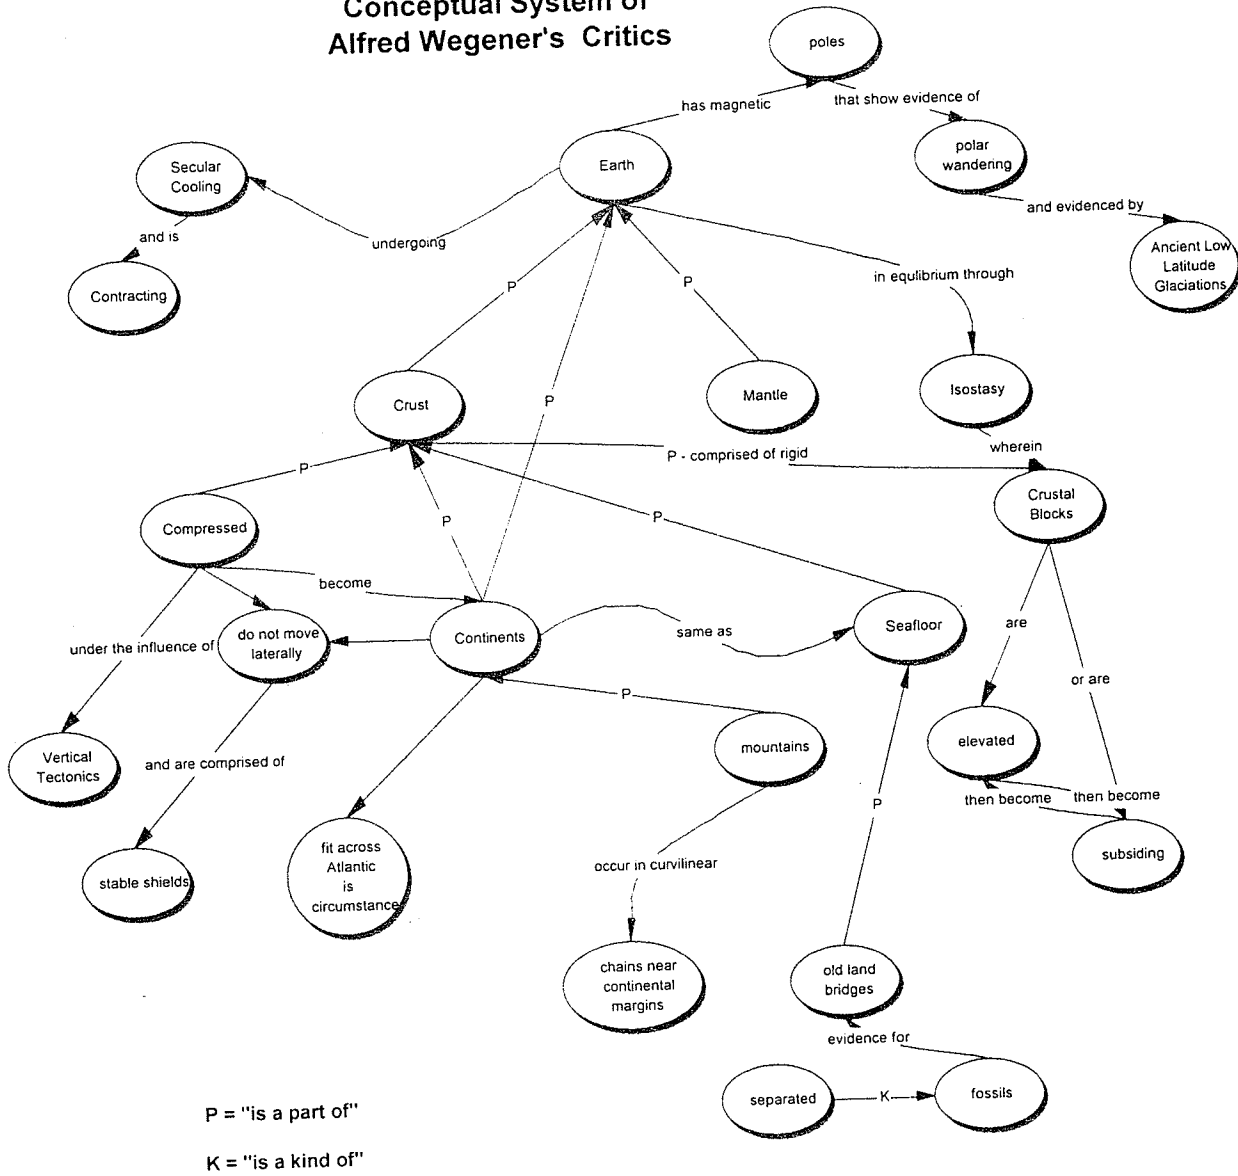 Conceptual System of
Alfred Wegener's Critics
poles
has magnetic
that show evidence of
Earth
polar
wandering
Secular
Cooling
and evidenced by
and is
undergoing
Ancient Low
Latitude
Glaciations
in equlibrium through
Contracting
P
P
Crust
P
Mantle
Isostasy
wherein
P - comprised of rigid
P
Crustal
Blocks
Compressed
P
P
become
under the influence of
do not move
laterally
Continents
same as
Seafloor
are
or are
P
Vertical
Tectonics
and are comprised of
mountains
elevated
then become
then become
P
stable shields
fit across
Atlantic
is
circumstance
occur in curvilinear
subsiding
chains near
continental
margins
old land
bridges
evidence for
separated
K
fossils
P = "is a part of"
K = "is a kind of"